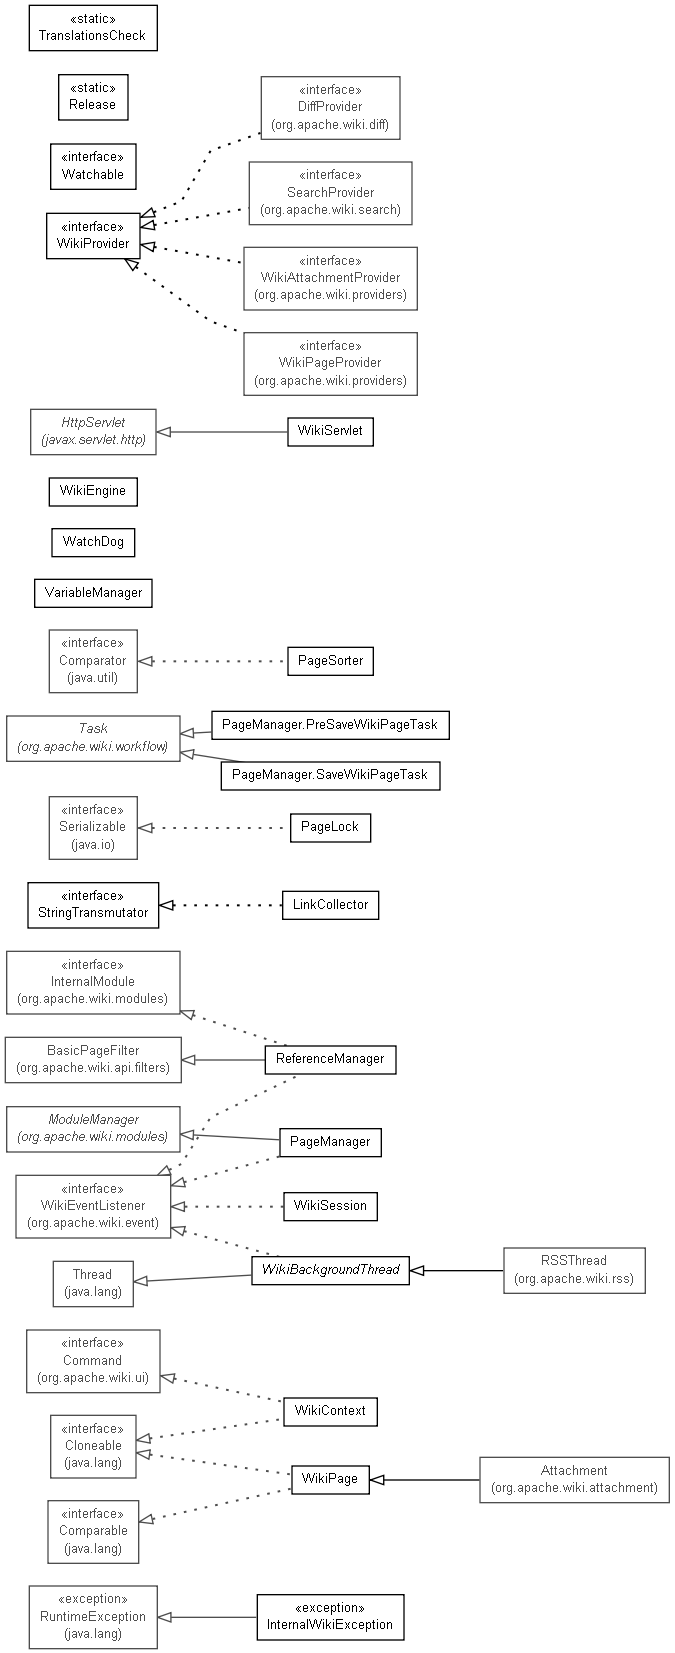 «static»
TranslationsCheck
«static»
Release
«interface»
DiffProvider
(org.apache.wiki.diff)
«interface»
Watchable
«interface»
SearchProvider
(org.apache.wiki.search)
«interface»
WikiProvider
«interface»
WikiAttachmentProvider
(org.apache.wiki.providers)
«interface»
WikiPageProvider
(org.apache.wiki.providers)
HttpServlet
(javax.servlet.http)
WikiServlet
WikiEngine
WatchDog
VariableManager
«interface»
Comparator
(java.util)
PageSorter
Task
(org.apache.wiki.workflow)
PageManager.PreSaveWikiPageTask
PageManager.SaveWikiPageTask
«interface»
Serializable
(java.io)
PageLock
«interface»
StringTransmutator
LinkCollector
«interface»
InternalModule
(org.apache.wiki.modules)
BasicPageFilter
(org.apache.wiki.api.filters)
ReferenceManager
ModuleManager
(org.apache.wiki.modules)
PageManager
«interface»
WikiEventListener
(org.apache.wiki.event)
WikiSession
Thread
(java.lang)
WikiBackgroundThread
RSSThread
(org.apache.wiki.rss)
«interface»
Command
(org.apache.wiki.ui)
WikiContext
«interface»
Cloneable
(java.lang)
WikiPage
Attachment
(org.apache.wiki.attachment)
«interface»
Comparable
(java.lang)
«exception»
RuntimeException
(java.lang)
«exception»
InternalWikiException